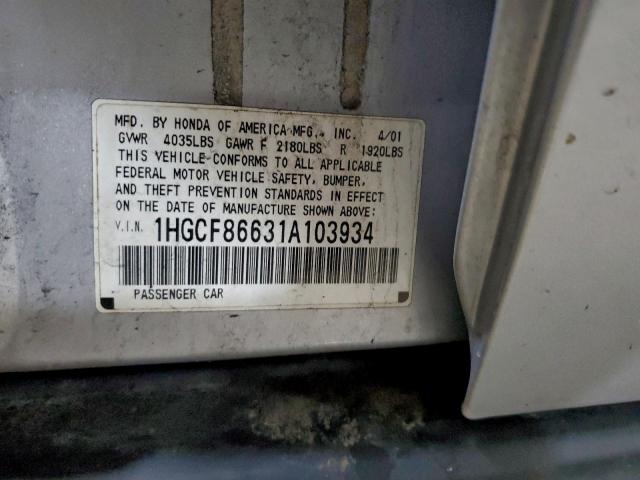 MFD. BY HONDA OF AMERICA MFG., INC. 4/01
GVWR 4035LBS GAWR F 2180LBS R 1920LBS
THIS VEHICLE CONFORMS TO ALL APPLICABLE
FEDERAL MOTOR VEHICLE SAFETY, BUMPER,
AND THEFT PREVENTION STANDARDS IN EFFECT
ON THE DATE OF MANUFACTURE SHOWN ABOVE:
V.I.N. 1HGCF86631A103934
PASSENGER CAR